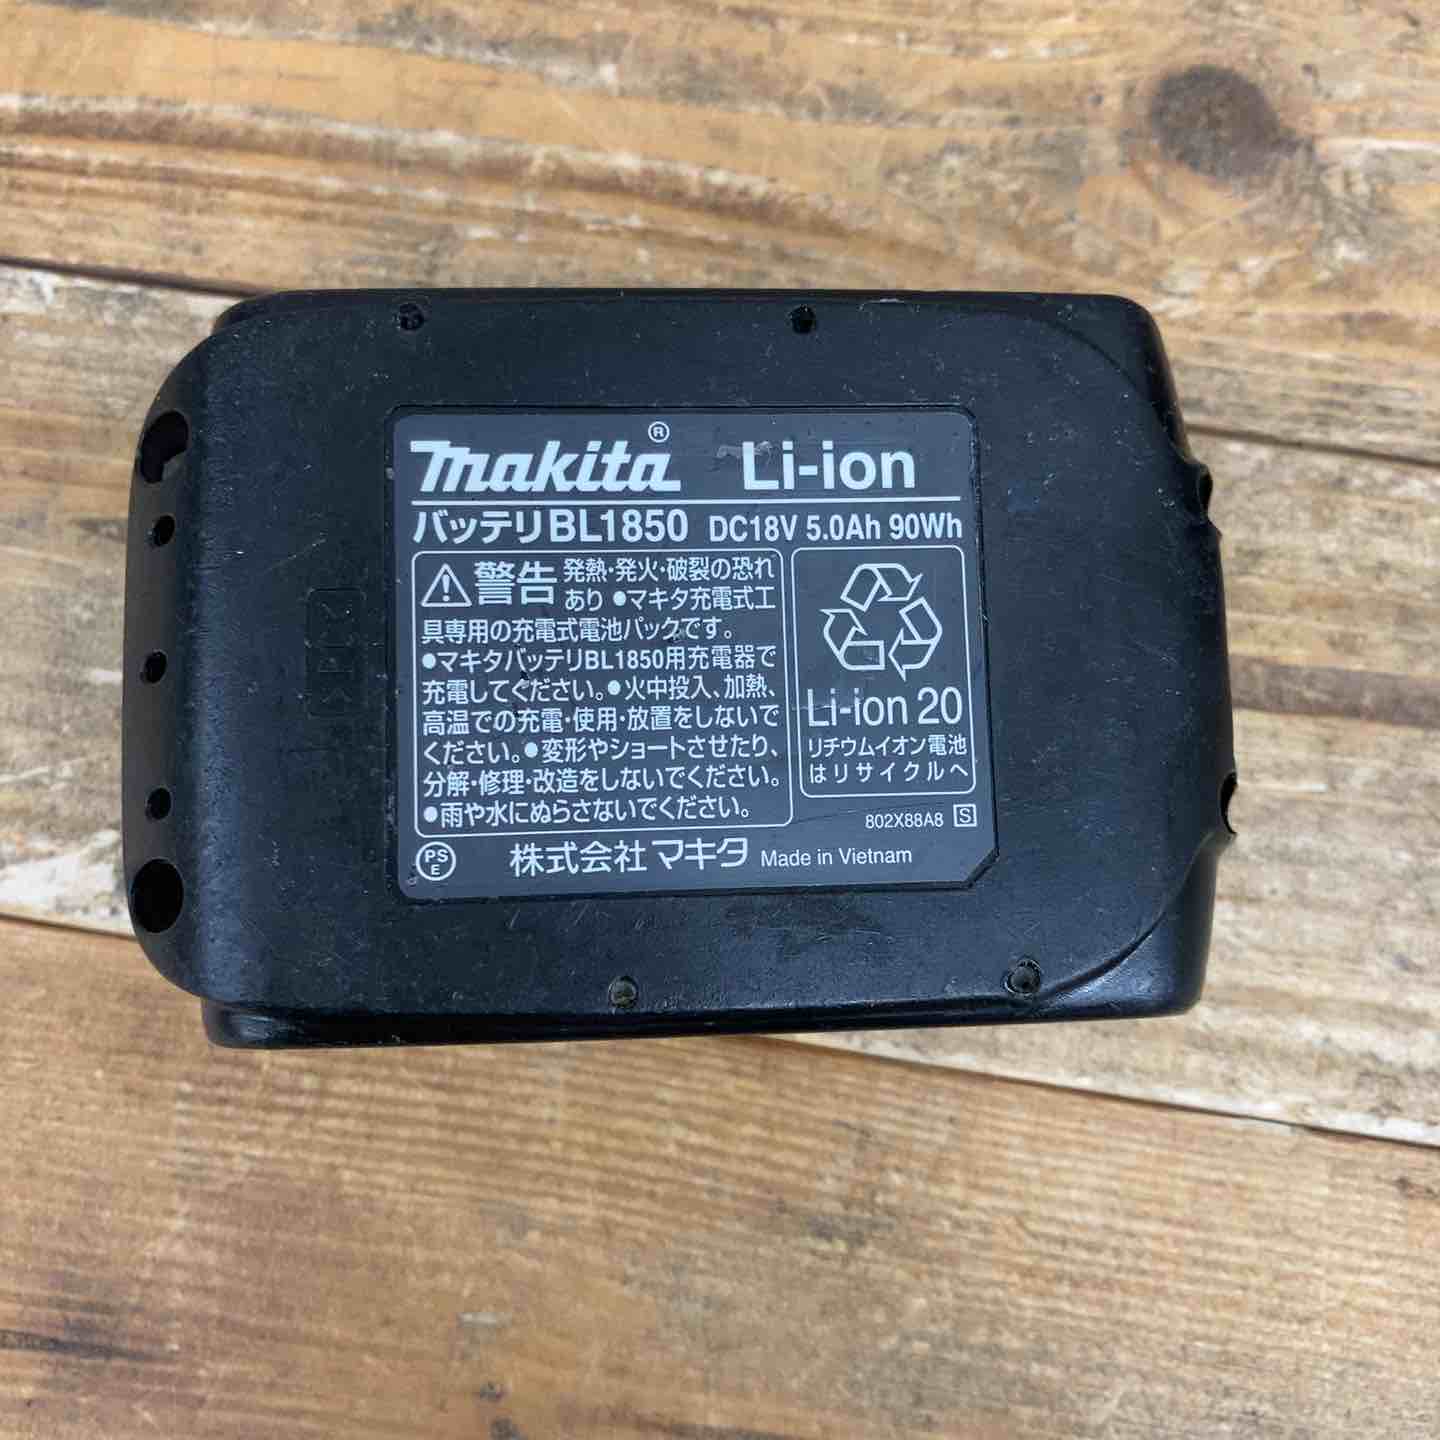 makita® Li-ion
バッテリBL1850 DC18V 5.0Ah 90Wh
警告 発熱・発火・破裂の恐れ
あり ●マキタ充電式工
具専用の充電式電池パックです。
●マキタバッテリBL1850用充電器で
充電してください。●火中投入、加熱、
高温での充電・使用・放置をしないで
ください。●変形やショートさせたり、
分解・修理・改造をしないでください。
●雨や水にぬらさないでください。
Li-ion 20
リチウムイオン電池
はリサイクルへ
802X88A8 S
PS
E
株式会社マキタ Made in Vietnam